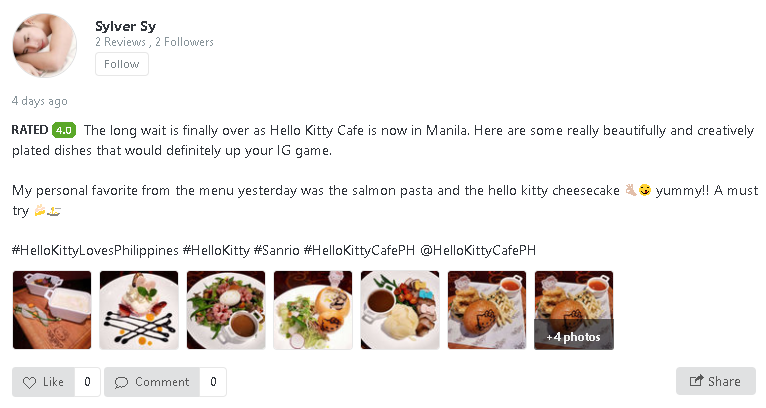 Sylver Sy
2 Reviews , 2 Followers
Follow
4 days ago
RATED 4.0 The long wait is finally over as Hello Kitty Cafe is now in Manila. Here are some really beautifully and creatively
plated dishes that would definitely up your IG game.
My personal favorite from the menu yesterday was the salmon pasta and the hello kitty cheesecake 👌🏻😜 yummy!! A must
try 🍰🍝
#HelloKittyLovesPhilippines #HelloKitty #Sanrio #HelloKittyCafePH @HelloKittyCafePH
+4 photos
Like 0 Comment 0 Share